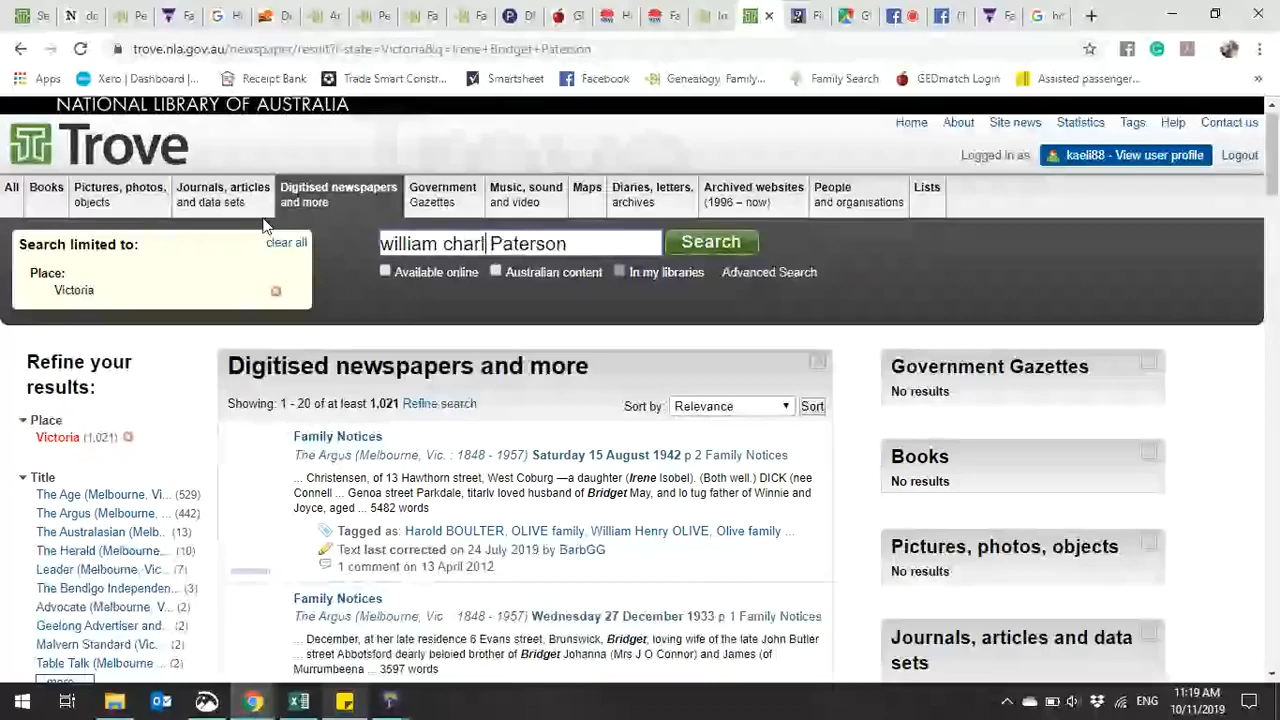 trove.nla.gov.au/newspaper/result?l-state=Victoria&q=Irene+Bridget+Paterson
Apps
Xero | Dashboard |...
Receipt Bank
Trade Smart Constr...
Smartsheet
Facebook
Genealogy, Family...
Family Search
GEDmatch Login
Assisted passenger...
»
NATIONAL LIBRARY OF AUSTRALIA
Home About Site news Statistics Tags Help Contact us
Trove
Logged in as kaeli88 - View user profile Logout
All
Books
Pictures, photos, objects
Journals, articles and data sets
Digitised newspapers and more
Government Gazettes
Music, sound and video
Maps
Diaries, letters, archives
Archived websites (1996 – now)
People and organisations
Lists
Search limited to: clear all
Place:
Victoria
william charl Paterson Search
Available online Australian content In my libraries Advanced Search
Refine your
results:
Place
Victoria (1,021)
Title
The Age (Melbourne, Vi... (529)
The Argus (Melbourne, ... (442)
The Australasian (Melb... (13)
The Herald (Melbourne,... (10)
Leader (Melbourne, Vic... (7)
The Bendigo Independen... (3)
Advocate (Melbourne, V... (2)
Geelong Advertiser and... (2)
Malvern Standard (Vic. ... (2)
Table Talk (Melbourne ... (2)
more
Digitised newspapers and more
Showing: 1 - 20 of at least 1,021 Refine search
Sort by: Relevance Sort
Family Notices
The Argus (Melbourne, Vic. : 1848 - 1957) Saturday 15 August 1942 p 2 Family Notices
... Christensen, of 13 Hawthorn street, West Coburg —a daughter (Irene Isobel). (Both well.) DICK (nee
Connell ... Genoa street Parkdale, titarlv loved husband of Bridget May, and lo tug father of Winnie and
Joyce, aged ... 5482 words
Tagged as: Harold BOULTER, OLIVE family, William Henry OLIVE, Olive family ...
Text last corrected on 24 July 2019 by BarbGG
1 comment on 13 April 2012
Family Notices
The Argus (Melbourne, Vic. : 1848 - 1957) Wednesday 27 December 1933 p 1 Family Notices
... December, at her late residence 6 Evans street, Brunswick, Bridget, loving wife of the late John Butler
... street Abbotsford dearly beloied brother of Bridget Johanna (Mrs J O Connor) and James (of
Murrumbeena ... 3597 words
Government Gazettes
No results
Books
No results
Pictures, photos, objects
No results
Journals, articles and data
sets
ENG
11:19 AM
10/11/2019